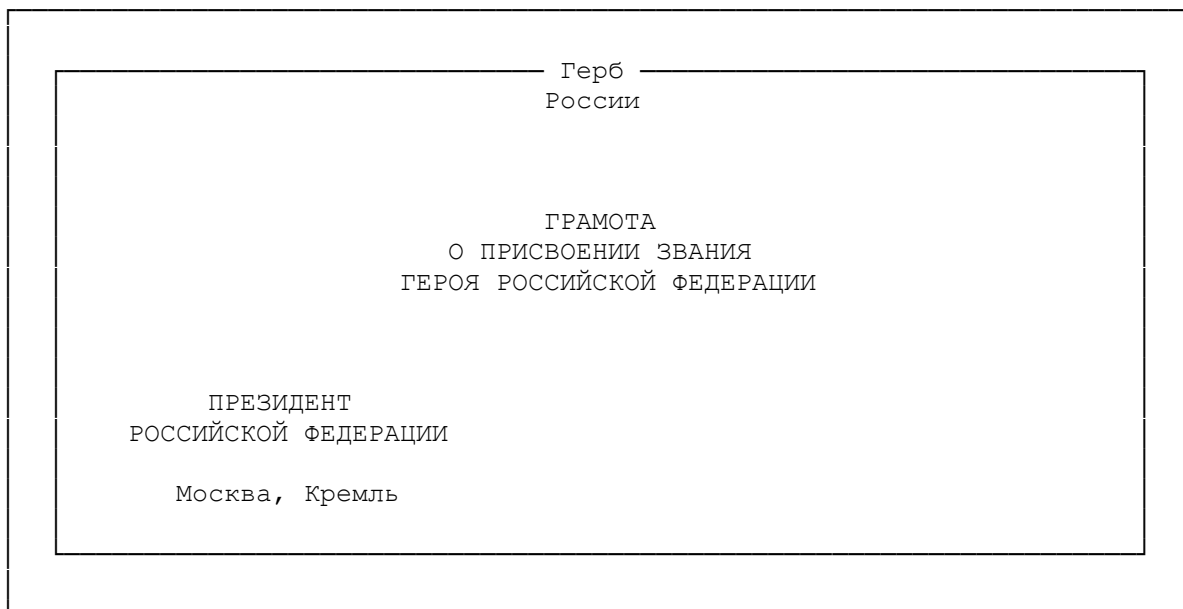 Герб
России
ГРАМОТА
О ПРИСВОЕНИИ ЗВАНИЯ
ГЕРОЯ РОССИЙСКОЙ ФЕДЕРАЦИИ
ПРЕЗИДЕНТ
РОССИЙСКОЙ ФЕДЕРАЦИИ
Москва, Кремль